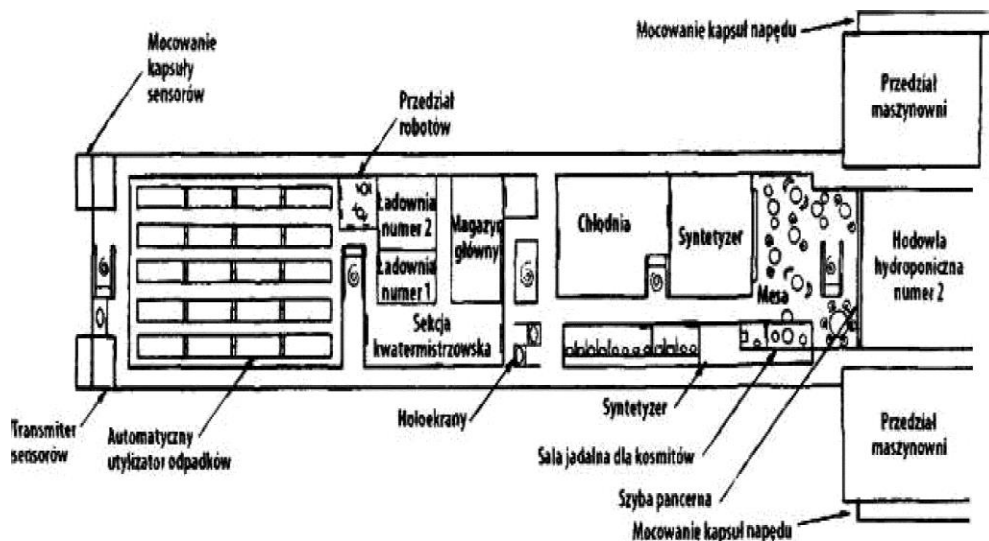 Mocowanie kapsuł napędu
Mocowanie
kapsuły
sensorów
Przedział
robotów
Przedział
maszynowni
Ładownia
numer 2
Magazyn
główny
Chłodnia
Syntetyzer
Hodowla
hydroponiczna
numer 2
Ładownia
numer 1
Mesa
Sekcja
kwatermistrzowska
Transmiter
sensorów
Automatyczny
utylizator odpadków
Holoekrany
Syntetyzer
Sala jadalna dla kosmitów
Szyba pancerna
Przedział
maszynowni
Mocowanie kapsuł napędu